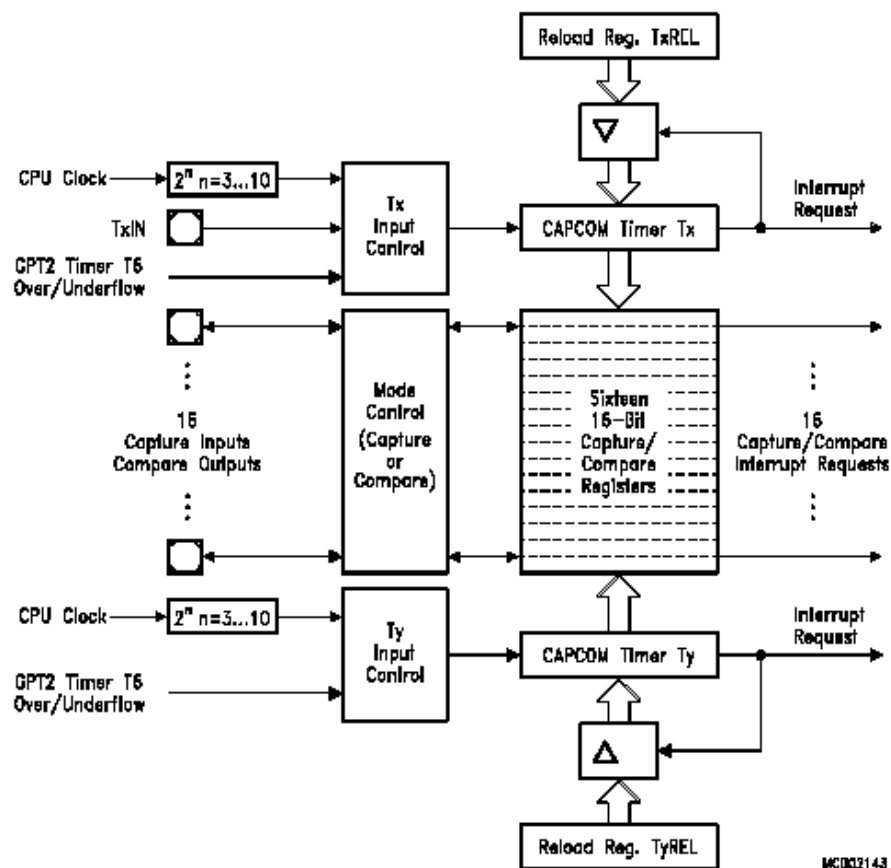 Reload Reg. TxREL
CPU Clock
2ⁿ n=3...10
TxIN
GPT2 Timer T6
Over/Underflow
Tx
Input
Control
CAPCOM Timer Tx
Interrupt
Request
16
Capture Inputs
Compare Outputs
Mode
Control
(Capture
or
Compare)
Sixteen
16-Bit
Capture/
Compare
Registers
16
Capture/Compare
Interrupt Requests
CPU Clock
2ⁿ n=3...10
GPT2 Timer T6
Over/Underflow
Ty
Input
Control
CAPCOM Timer Ty
Interrupt
Request
Reload Reg. TyREL
MC002143